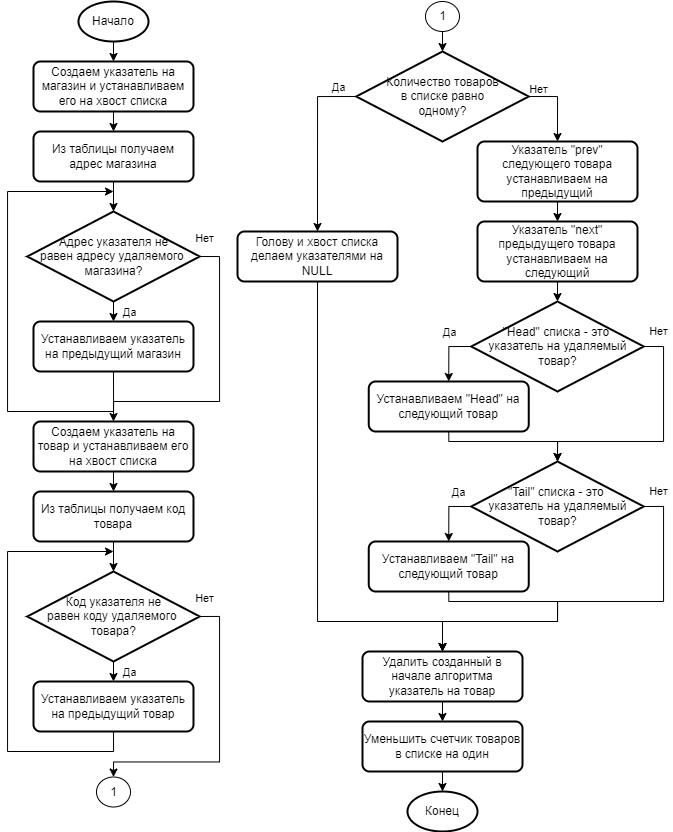 Начало
Создаем указатель на
магазин и устанавливаем
его на хвост списка
Из таблицы получаем
адрес магазина
Адрес указателя не
равен адресу удаляемого
магазина?
Нет
Да
Устанавливаем указатель
на предыдущий магазин
Создаем указатель на
товар и устанавливаем его
на хвост списка
Из таблицы получаем код
товара
Код указателя не
равен коду удаляемого
товара?
Нет
Да
Устанавливаем указатель
на предыдущий товар
1
1
Количество товаров
в списке равно
одному?
Да
Нет
Голову и хвост списка
делаем указателями на
NULL
Указатель "prev"
следующего товара
устанавливаем на
предыдущий
Указатель "next"
предыдущего товара
устанавливаем на
следующий
"Head" списка - это
указатель на удаляемый
товар?
Да
Нет
Устанавливаем "Head" на
следующий товар
"Tail" списка - это
указатель на удаляемый
товар?
Да
Нет
Устанавливаем "Tail" на
следующий товар
Удалить созданный в
начале алгоритма
указатель на товар
Уменьшить счетчик товаров
в списке на один
Конец